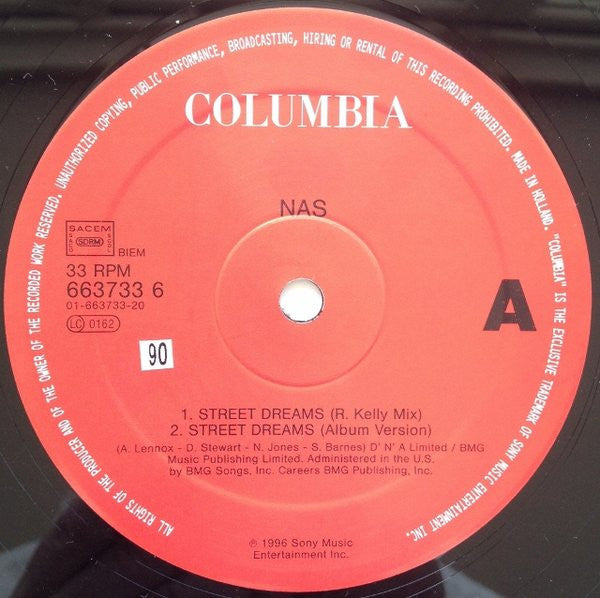 ALL RIGHTS OF THE PRODUCER AND OF THE OWNER OF THE RECORDED WORK RESERVED. UNAUTHORIZED COPYING, PUBLIC PERFORMANCE, BROADCASTING, HIRING OR RENTAL OF THIS RECORDING PROHIBITED. MADE IN HOLLAND. "COLUMBIA" IS THE EXCLUSIVE TRADEMARK OF SONY MUSIC ENTERTAINMENT INC.
COLUMBIA
NAS
SACEM
SDRM
BIEM
33 RPM
663733 6
01-663733-20
LC 0162
A
90
1. STREET DREAMS (R. Kelly Mix)
2. STREET DREAMS (Album Version)
(A. Lennox - D. Stewart - N. Jones - S. Barnes) D' N' A Limited / BMG
Music Publishing Limited. Administered in the U.S.
by BMG Songs, Inc. Careers BMG Publishing, Inc.
℗ 1996 Sony Music
Entertainment Inc.